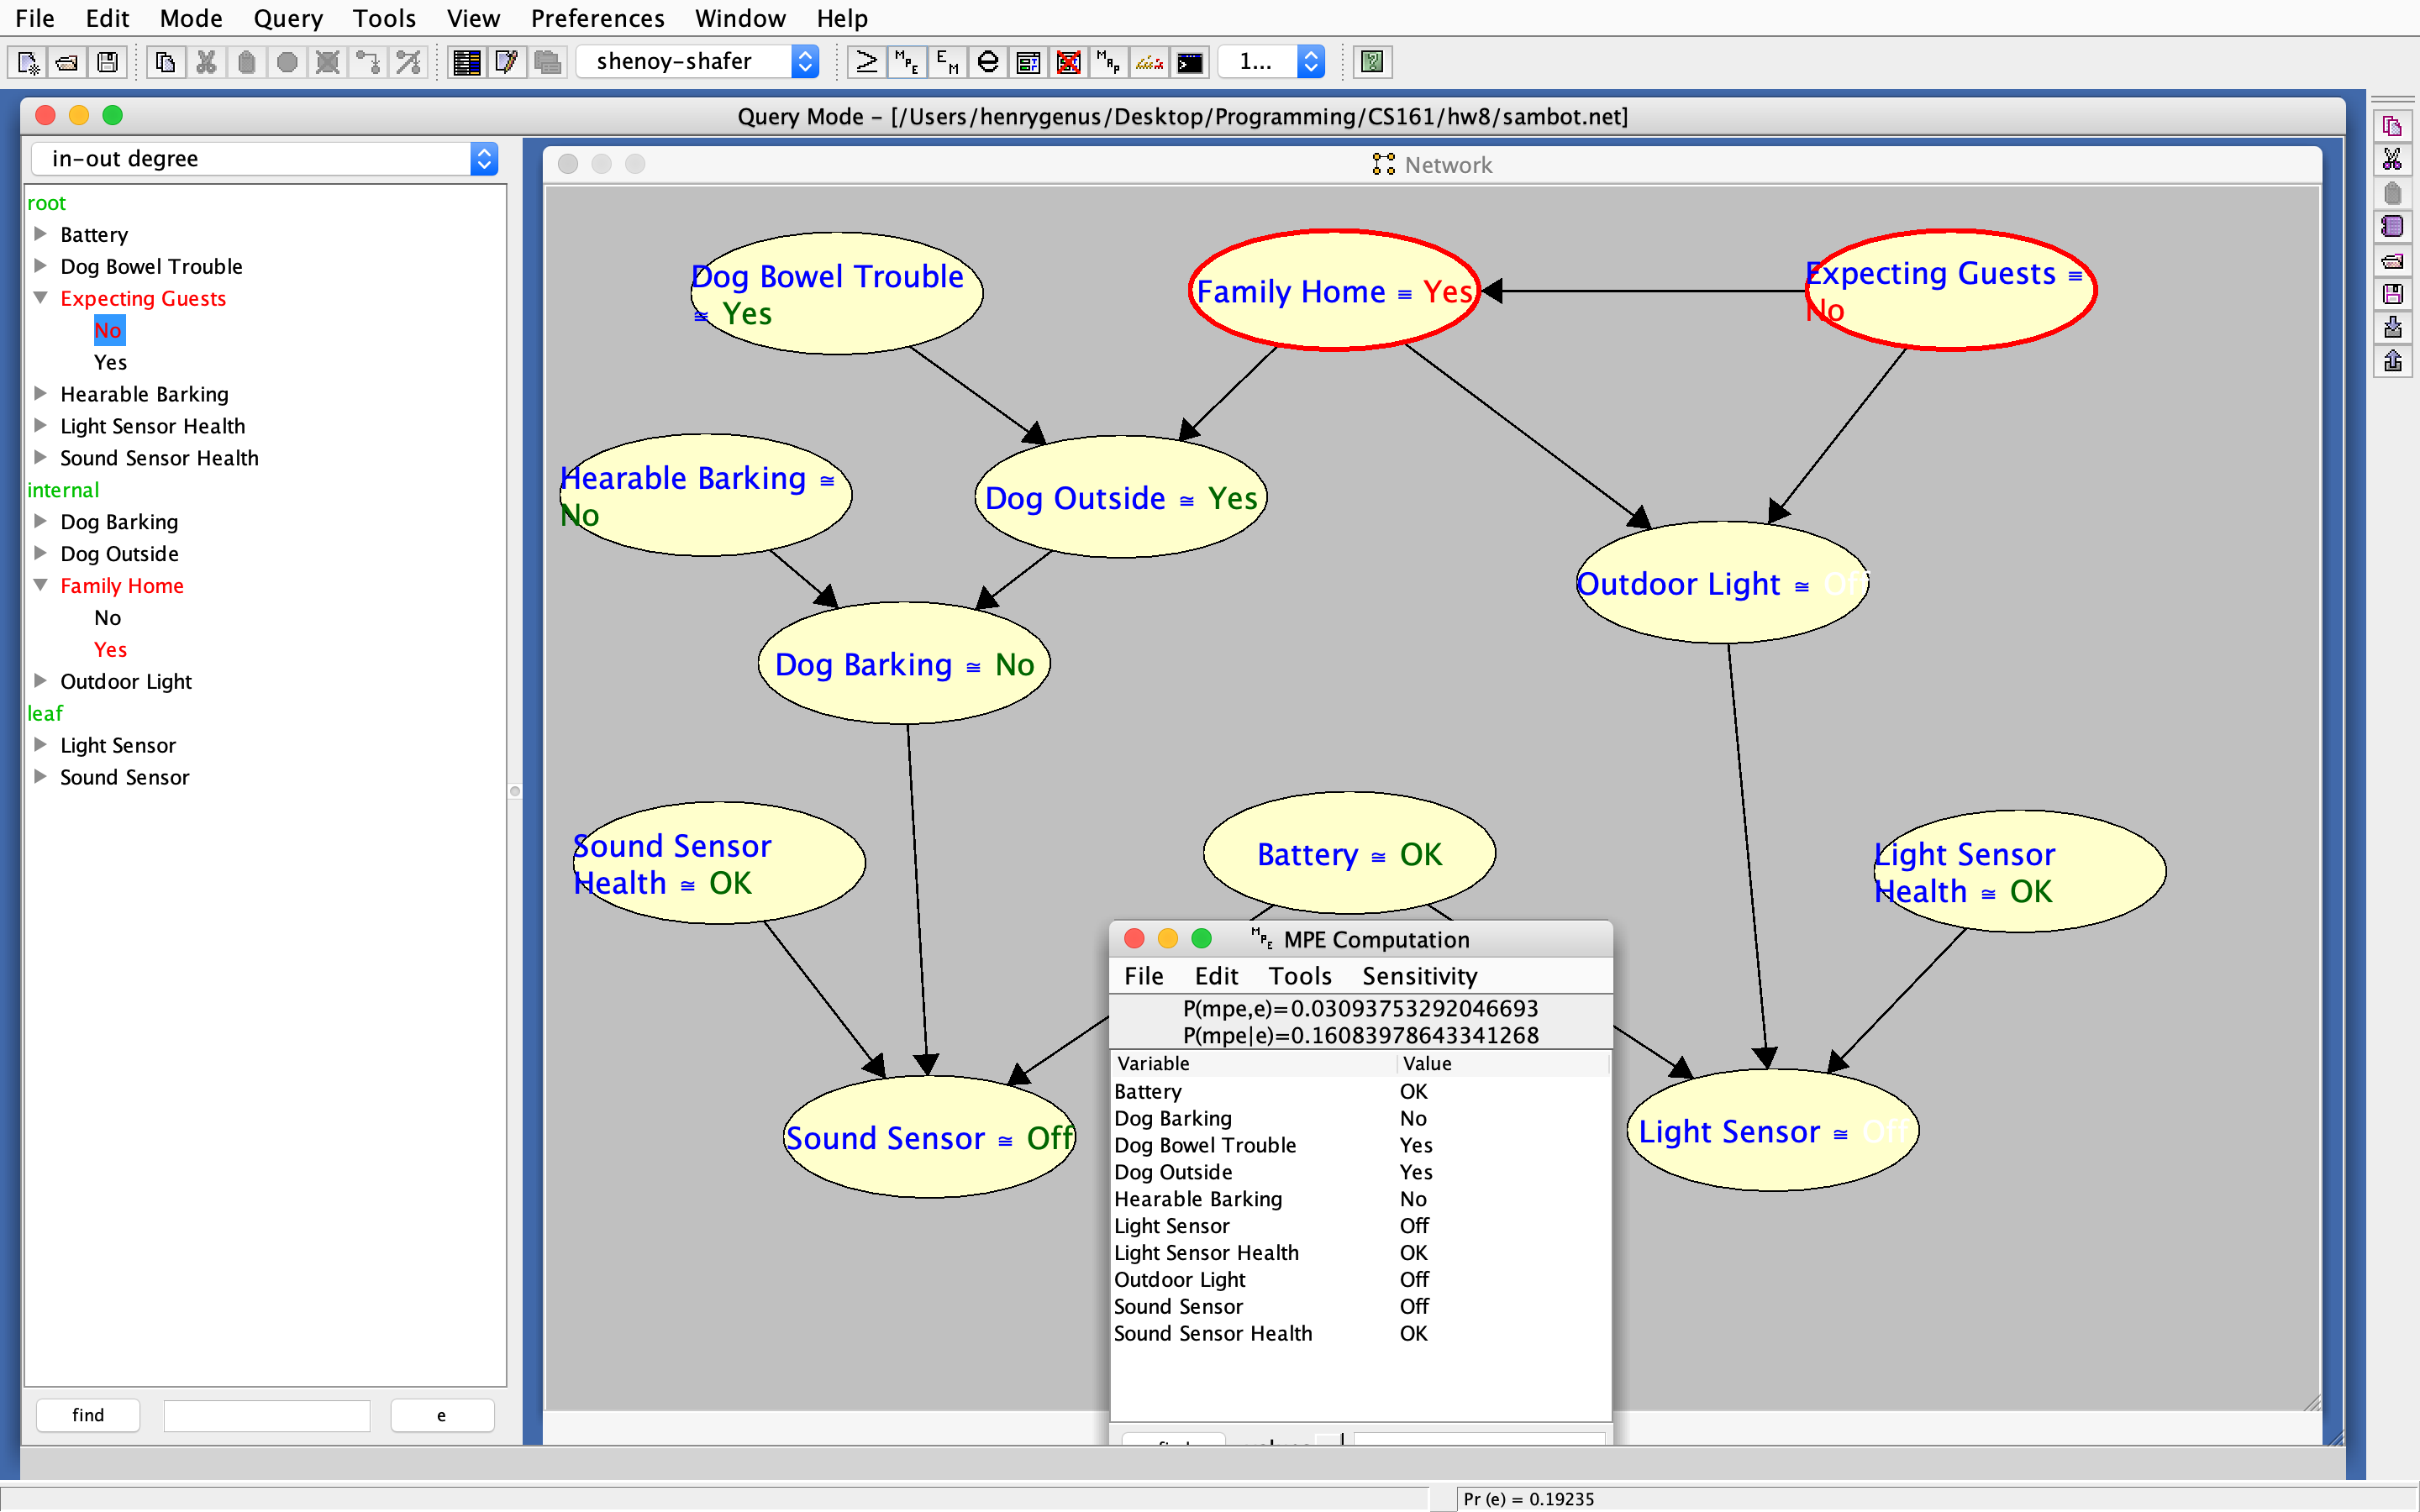 File Edit Mode Query Tools View Preferences Window Help
shenoy-shafer
MPE
EM
e
MAP
1...
?
Query Mode – [/Users/henrygenus/Desktop/Programming/CS161/hw8/sambot.net]
in-out degree
root
Battery
Dog Bowel Trouble
Expecting Guests
No
Yes
Hearable Barking
Light Sensor Health
Sound Sensor Health
internal
Dog Barking
Dog Outside
Family Home
No
Yes
Outdoor Light
leaf
Light Sensor
Sound Sensor
find
e
Network
Dog Bowel Trouble
≅ Yes
Family Home = Yes
Expecting Guests =
No
Hearable Barking ≅
No
Dog Outside ≅ Yes
Outdoor Light ≅ Off
Dog Barking ≅ No
Sound Sensor
Health ≅ OK
Battery ≅ OK
Light Sensor
Health ≅ OK
Sound Sensor ≅ Off
Light Sensor ≅ Off
MPE MPE Computation
File Edit Tools Sensitivity
P(mpe,e)=0.03093753292046693
P(mpe|e)=0.16083978643341268
Variable Value
Battery OK
Dog Barking No
Dog Bowel Trouble Yes
Dog Outside Yes
Hearable Barking No
Light Sensor Off
Light Sensor Health OK
Outdoor Light Off
Sound Sensor Off
Sound Sensor Health OK
Pr (e) = 0.19235